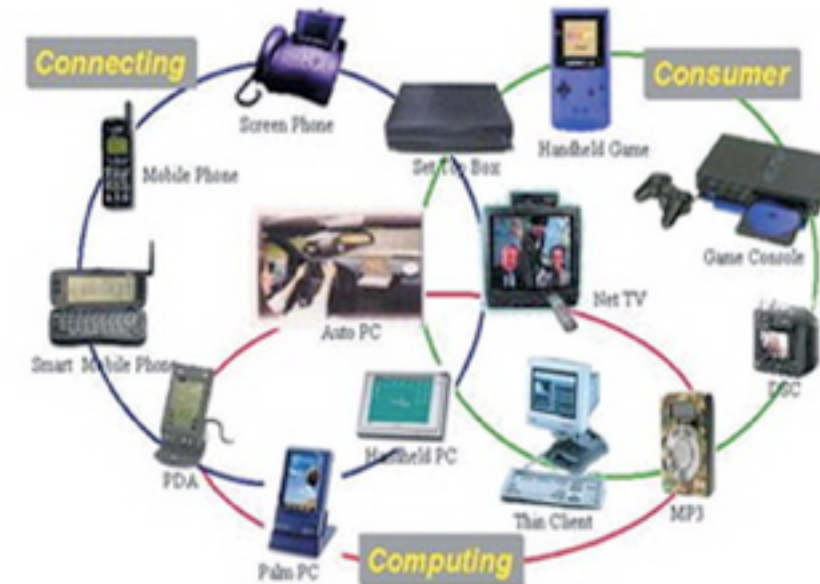 Connecting
Consumer
Screen Phone
Set Top Box
Handheld Game
Mobile Phone
Game Console
Auto PC
Net TV
Smart Mobile Phone
DSC
PDA
Handheld PC
Thin Client
MP3
Palm PC
Computing